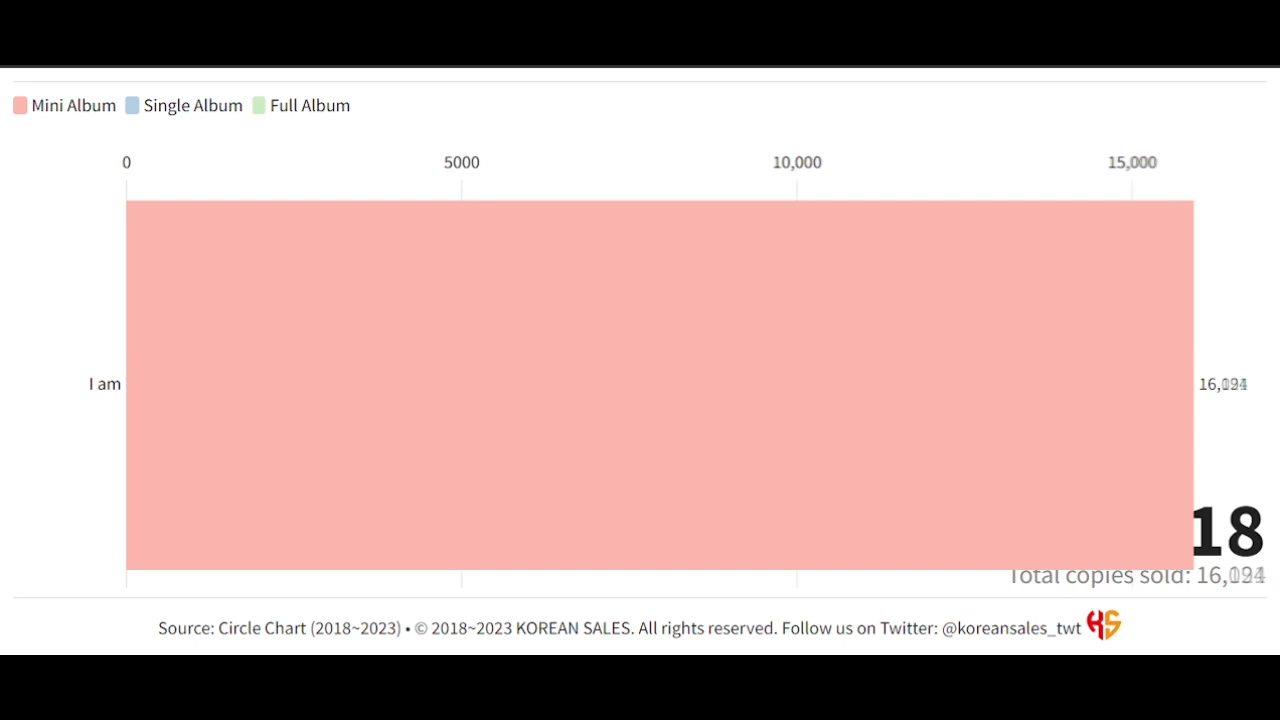 Mini Album Single Album Full Album
0 5000 10,000 15,000
I am
18
Total copies sold:
Source: Circle Chart (2018~2023) • © 2018~2023 KOREAN SALES. All rights reserved. Follow us on Twitter: @koreansales_twt